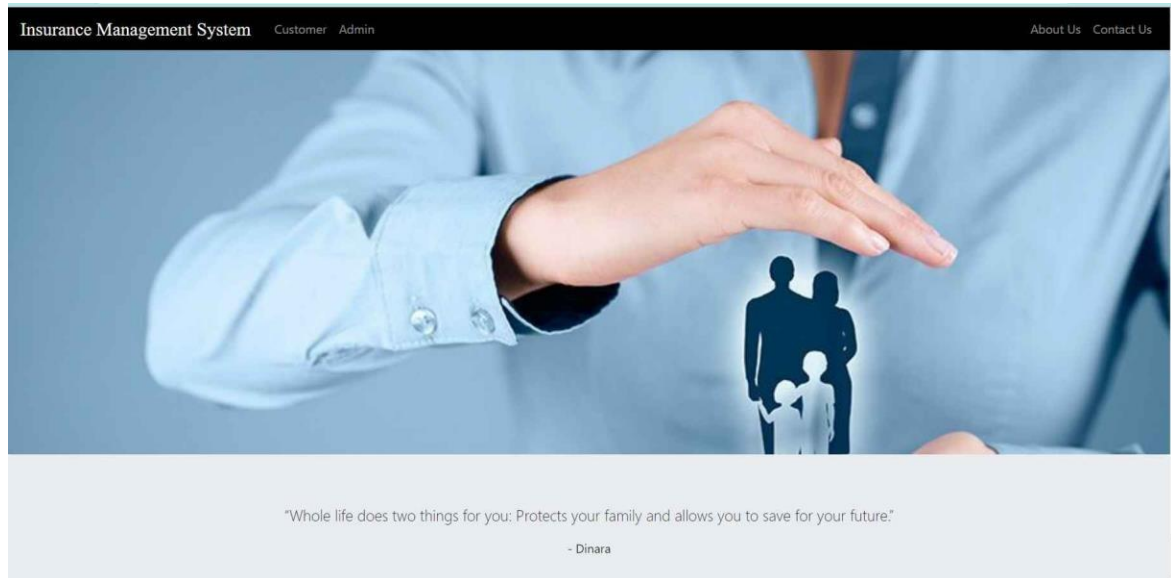 Insurance Management System Customer Admin About Us Contact Us
"Whole life does two things for you: Protects your family and allows you to save for your future."
- Dinara